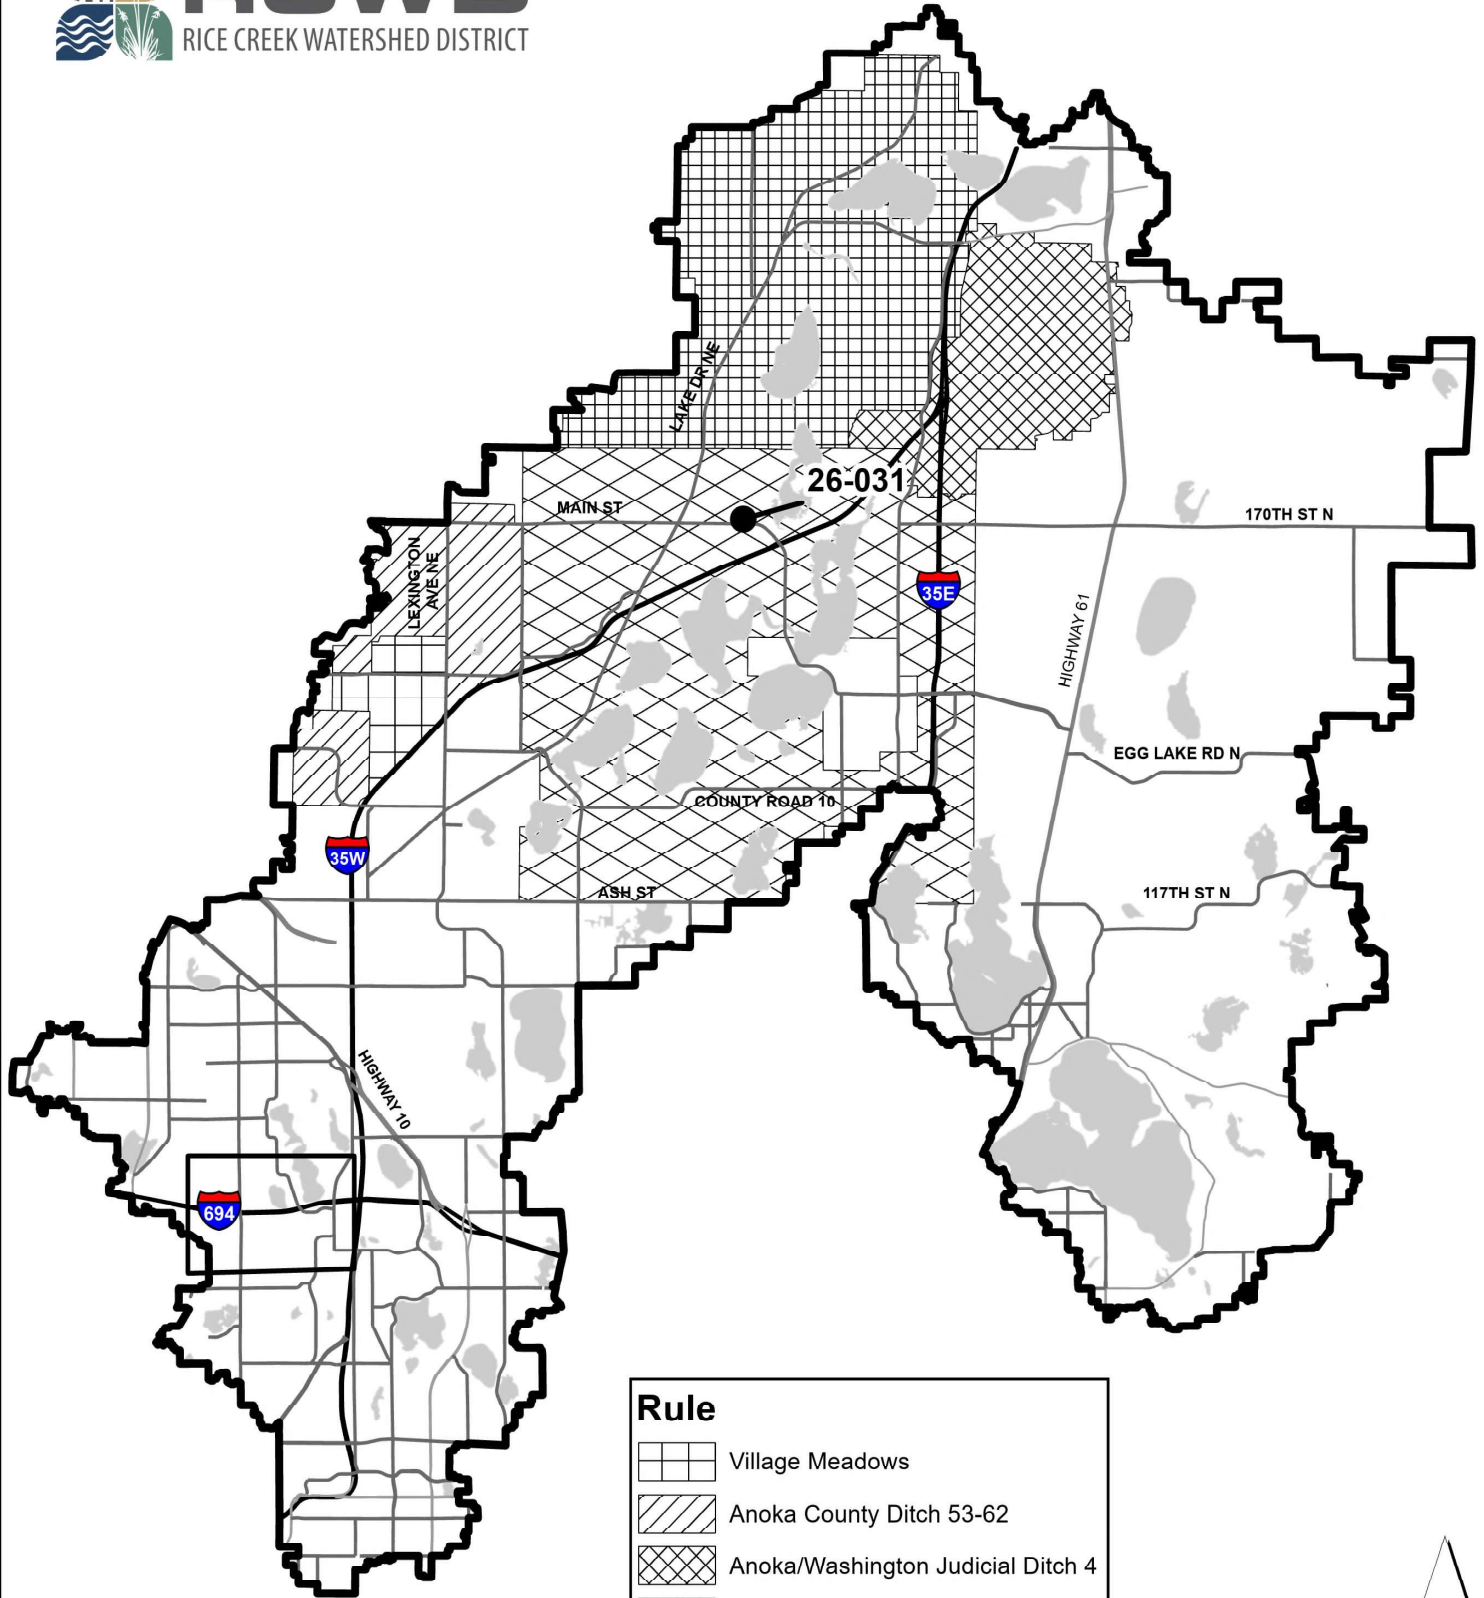 RICE CREEK WATERSHED DISTRICT
LAKE DR NE
26-031
MAIN ST
170TH ST N
LEXINGTON
AVE NE
35E
HIGHWAY 61
EGG LAKE RD N
COUNTY ROAD 10
35W
ASH ST
117TH ST N
HIGHWAY 10
694
Rule
Village Meadows
Anoka County Ditch 53-62
Anoka/Washington Judicial Ditch 4